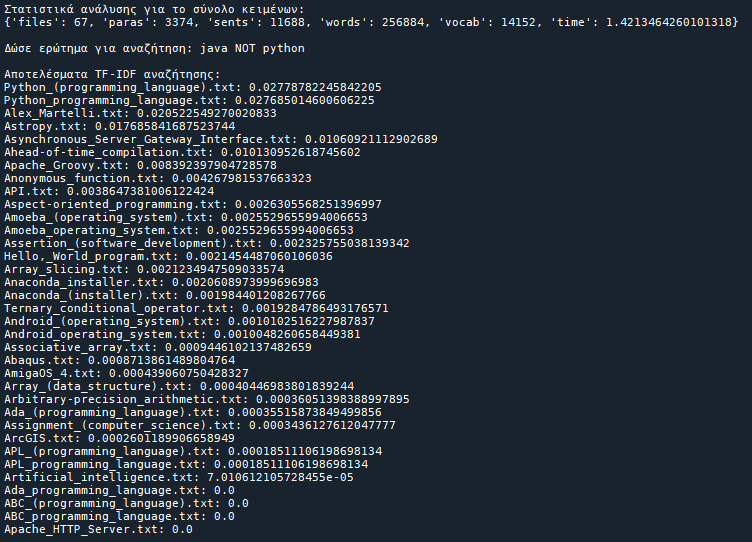 Στατιστικά ανάλυσης για το σύνολο κειμένων:
{'files': 67, 'paras': 3374, 'sents': 11688, 'words': 256884, 'vocab': 14152, 'time': 1.4213464260101318}
Δώσε ερώτημα για αναζήτηση: java NOT python
Αποτελέσματα TF-IDF αναζήτησης:
Python_(programming_language).txt: 0.02778782245842205
Python_programming_language.txt: 0.027685014600606225
Alex_Martelli.txt: 0.020522549270020833
Astropy.txt: 0.017685841687523744
Asynchronous_Server_Gateway_Interface.txt: 0.01060921112902689
Ahead-of-time_compilation.txt: 0.010130952618745602
Apache_Groovy.txt: 0.008392397904728578
Anonymous_function.txt: 0.004267981537663323
API.txt: 0.0038647381006122424
Aspect-oriented_programming.txt: 0.0026305568251396997
Amoeba_(operating_system).txt: 0.0025529655994006653
Amoeba_operating_system.txt: 0.0025529655994006653
Assertion_(software_development).txt: 0.002325755038139342
Hello,_World_program.txt: 0.0021454487060106036
Array_slicing.txt: 0.0021234947509033574
Anaconda_installer.txt: 0.0020608973999696983
Anaconda_(installer).txt: 0.001984401208267766
Ternary_conditional_operator.txt: 0.0019284786493176571
Android_(operating_system).txt: 0.0010102516227987837
Android_operating_system.txt: 0.0010048260658449381
Associative_array.txt: 0.0009446102137482659
Abaqus.txt: 0.0008713861489804764
AmigaOS_4.txt: 0.000439060750428327
Array_(data_structure).txt: 0.00040446983801839244
Arbitrary-precision_arithmetic.txt: 0.00036051398388997895
Ada_(programming_language).txt: 0.00035515873849499856
Assignment_(computer_science).txt: 0.0003436127612047777
ArcGIS.txt: 0.0002601189906658949
APL_(programming_language).txt: 0.00018511106198698134
APL_programming_language.txt: 0.00018511106198698134
Artificial_intelligence.txt: 7.010612105728455e-05
Ada_programming_language.txt: 0.0
ABC_(programming_language).txt: 0.0
ABC_programming_language.txt: 0.0
Apache_HTTP_Server.txt: 0.0